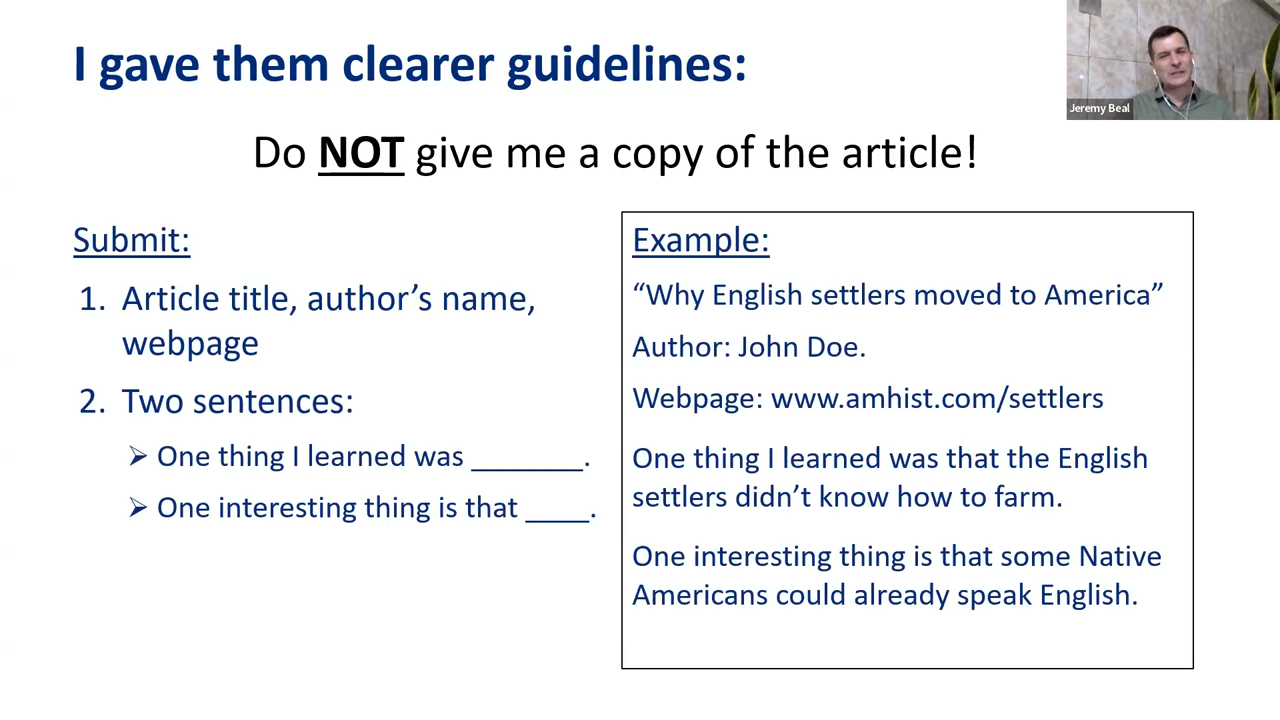 I gave them clearer guidelines:
Jeremy Beal
Do NOT give me a copy of the article!
Submit:
1. Article title, author’s name,
webpage
2. Two sentences:
➢ One thing I learned was _______.
➢ One interesting thing is that ____.
Example:
“Why English settlers moved to America”
Author: John Doe.
Webpage: www.amhist.com/settlers
One thing I learned was that the English
settlers didn’t know how to farm.
One interesting thing is that some Native
Americans could already speak English.